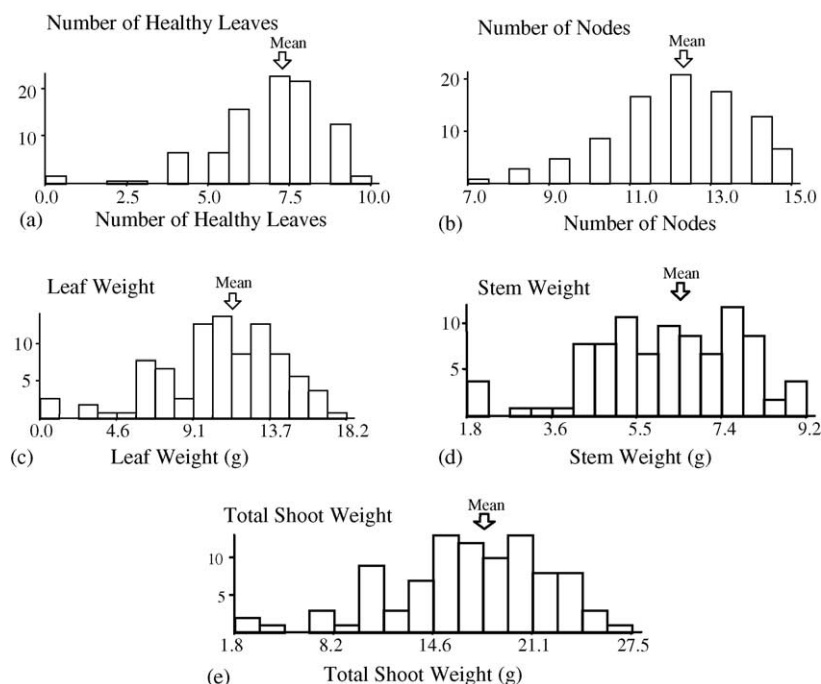 Number of Healthy Leaves
Mean
20
10
0.0 2.5 5.0 7.5 10.0
(a) Number of Healthy Leaves
Number of Nodes
Mean
20
10
7.0 9.0 11.0 13.0 15.0
(b) Number of Nodes
Leaf Weight
Mean
10
5
0.0 4.6 9.1 13.7 18.2
(c) Leaf Weight (g)
Stem Weight
Mean
10
5
1.8 3.6 5.5 7.4 9.2
(d) Stem Weight (g)
Total Shoot Weight
Mean
10
5
1.8 8.2 14.6 21.1 27.5
(e) Total Shoot Weight (g)